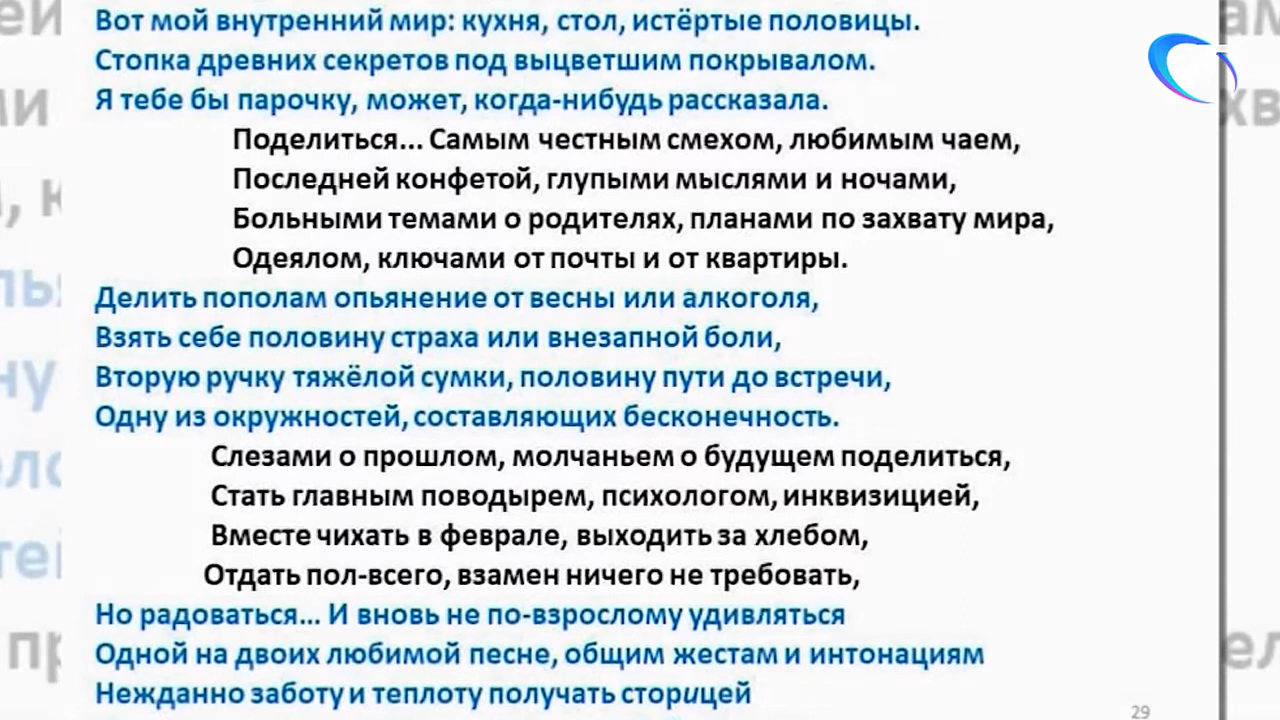 Вот мой внутренний мир: кухня, стол, истёртые половицы.
Стопка древних секретов под выцветшим покрывалом.
Я тебе бы парочку, может, когда-нибудь рассказала.
Поделиться... Самым честным смехом, любимым чаем,
Последней конфетой, глупыми мыслями и ночами,
Больными темами о родителях, планами по захвату мира,
Одеялом, ключами от почты и от квартиры.
Делить пополам опьянение от весны или алкоголя,
Взять себе половину страха или внезапной боли,
Вторую ручку тяжёлой сумки, половину пути до встречи,
Одну из окружностей, составляющих бесконечность.
Слезами о прошлом, молчаньем о будущем поделиться,
Стать главным поводырем, психологом, инквизицией,
Вместе чихать в феврале, выходить за хлебом,
Отдать пол-всего, взамен ничего не требовать,
Но радоваться... И вновь не по-взрослому удивляться
Одной на двоих любимой песне, общим жестам и интонациям
Нежданно заботу и теплоту получать сторицей
29